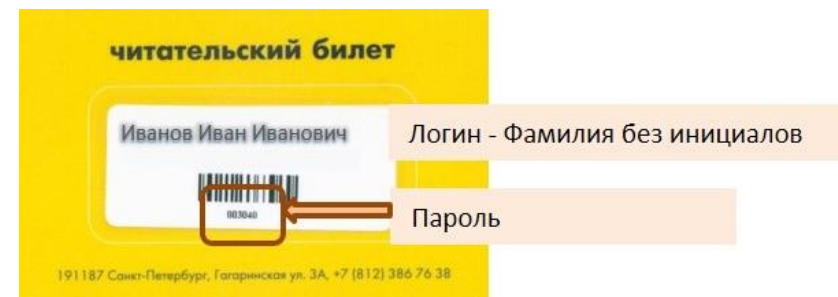 читательский билет
Иванов Иван Иванович
Логин - Фамилия без инициалов
003040
Пароль
191187 Санкт-Петербург, Гагаринская ул. 3А, +7 (812) 386 76 38